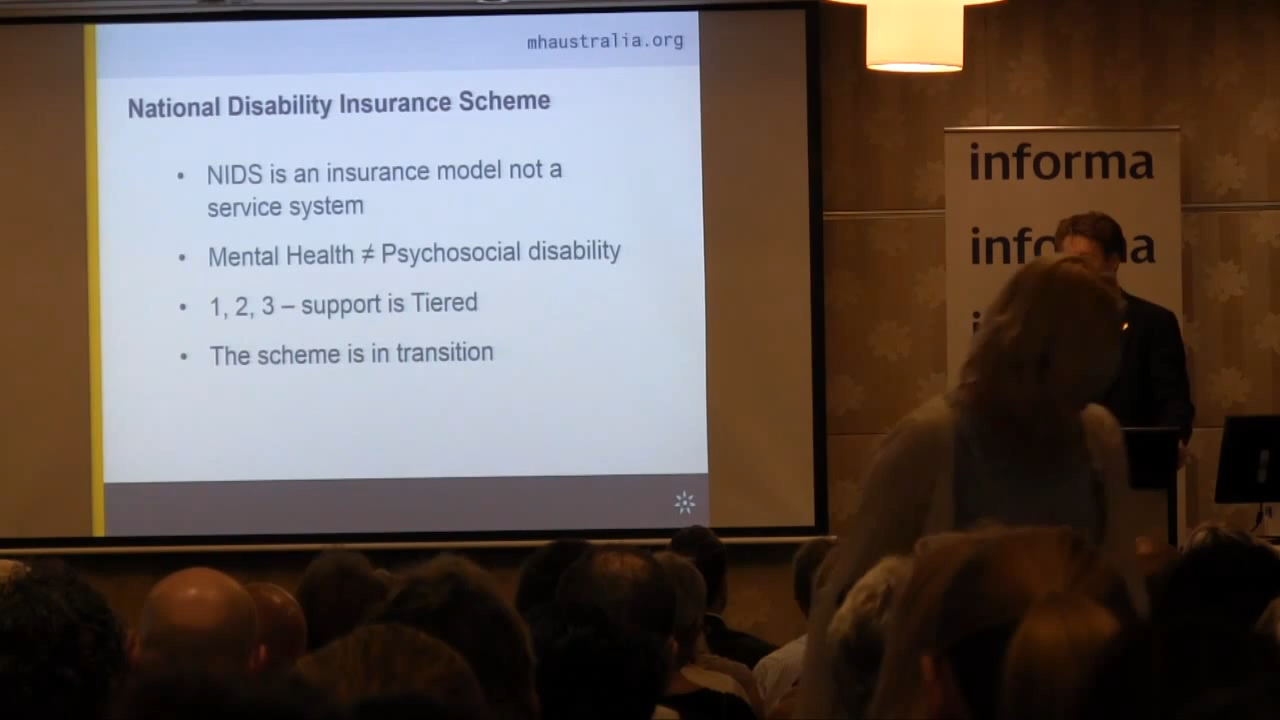 mhaustralia.org
National Disability Insurance Scheme
• NIDS is an insurance model not a
service system
• Mental Health ≠ Psychosocial disability
• 1, 2, 3 – support is Tiered
• The scheme is in transition
informa